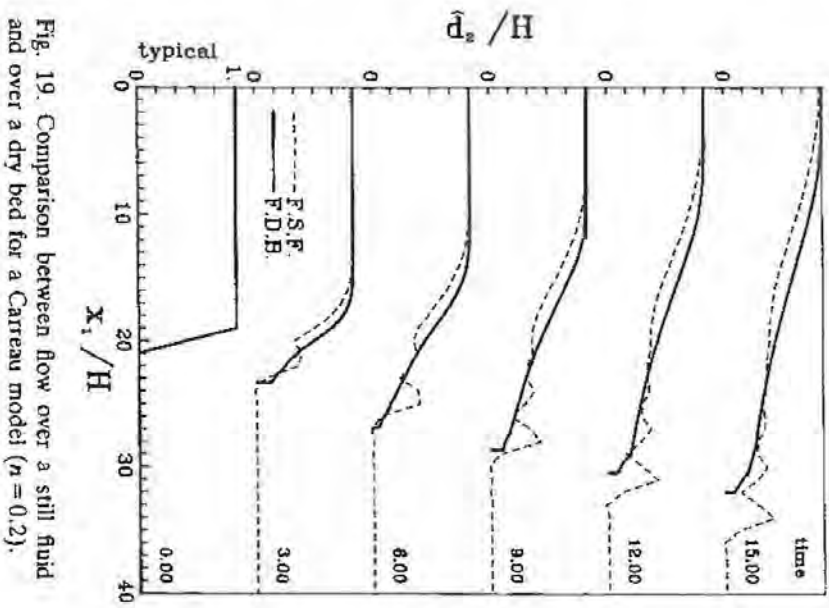 time
15.00
12.00
9.00
6.00
3.00
0.00
0
0
0
0
0
1.
0
typical
p̂₂ / H
F.S.F.
F.D.B.
0
10
20
30
40
x₁/H
Fig. 19. Comparison between flow over a still fluid
and over a dry bed for a Carreau model (n = 0.2).